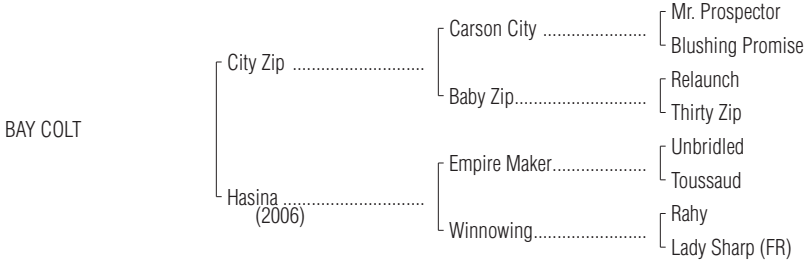 Mr. Prospector
Carson City ......................
Blushing Promise
City Zip ...........................
Relaunch
Baby Zip...........................
Thirty Zip
BAY COLT
Unbridled
Empire Maker...................
Toussaud
Hasina .............................
(2006)
Rahy
Winnowing.......................
Lady Sharp (FR)